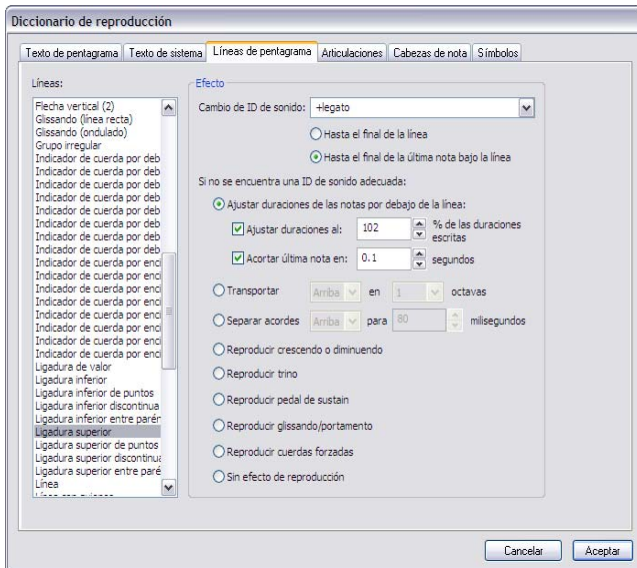 Diccionario de reproducción
Texto de pentagrama
Texto de sistema
Líneas de pentagrama
Articulaciones
Cabezas de nota
Símbolos
Líneas:
Flecha vertical (2)
Glissando (línea recta)
Glissando (ondulado)
Grupo irregular
Indicador de cuerda por deb
Indicador de cuerda por deb
Indicador de cuerda por deb
Indicador de cuerda por deb
Indicador de cuerda por deb
Indicador de cuerda por deb
Indicador de cuerda por deb
Indicador de cuerda por deb
Indicador de cuerda por enci
Indicador de cuerda por enci
Indicador de cuerda por enci
Indicador de cuerda por enci
Indicador de cuerda por enci
Indicador de cuerda por enci
Indicador de cuerda por enci
Indicador de cuerda por enci
Ligadura de valor
Ligadura inferior
Ligadura inferior de puntos
Ligadura inferior discontinua
Ligadura inferior entre parén
Ligadura superior
Ligadura superior de puntos
Ligadura superior discontinua
Ligadura superior entre paré
Línea
Efecto
Cambio de ID de sonido: +legato
Hasta el final de la línea
Hasta el final de la última nota bajo la línea
Si no se encuentra una ID de sonido adecuada:
Ajustar duraciones de las notas por debajo de la línea:
Ajustar duraciones al: 102 % de las duraciones
escritas
Acortar última nota en: 0.1 segundos
Transportar Arriba en 1 octavas
Separar acordes Arriba para 80 milisegundos
Reproducir crescendo o diminuendo
Reproducir trino
Reproducir pedal de sustain
Reproducir glissando/portamento
Reproducir cuerdas forzadas
Sin efecto de reproducción
Cancelar
Aceptar